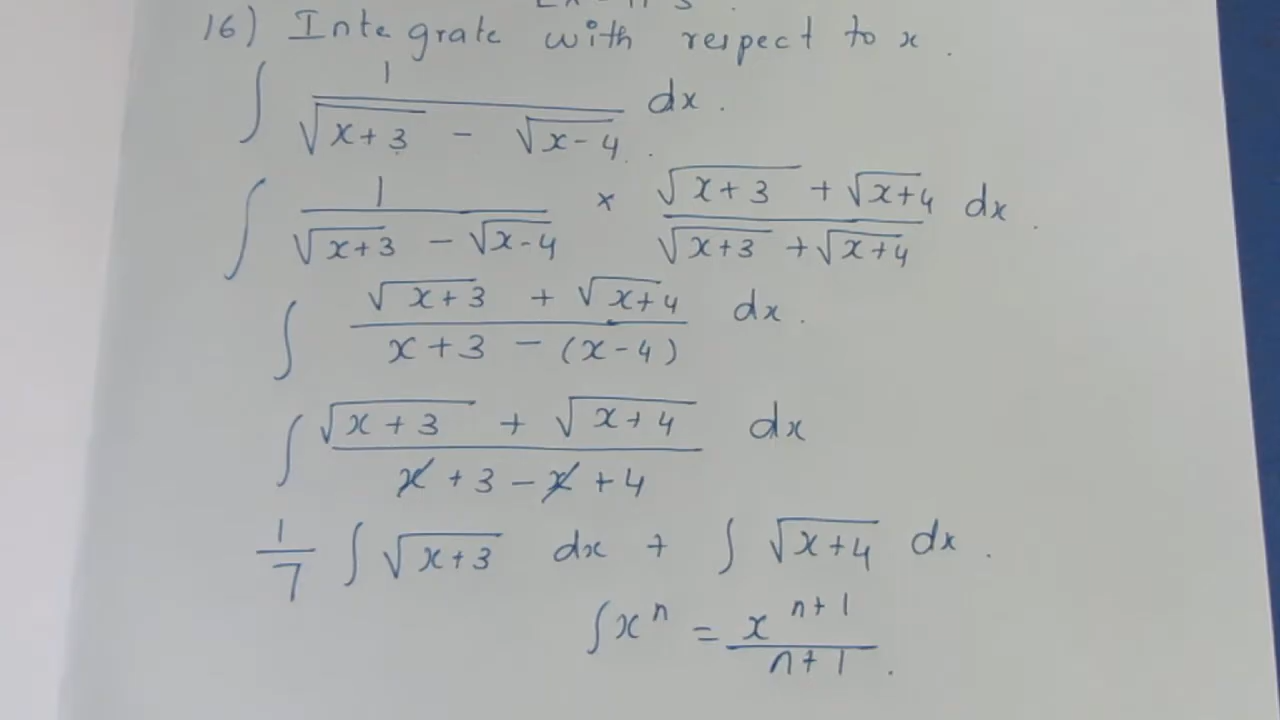 16) Integrate with respect to x.
∫ 1 / (√(x+3) - √(x-4)) dx.
∫ 1 / (√(x+3) - √(x-4)) × (√(x+3) + √(x+4)) / (√(x+3) + √(x+4)) dx.
∫ (√(x+3) + √(x+4)) / (x+3 - (x-4)) dx.
∫ (√(x+3) + √(x+4)) / (x+3-x+4) dx
1/7 ∫ √(x+3) dx + ∫ √(x+4) dx.
∫xⁿ = x^(n+1) / (n+1).